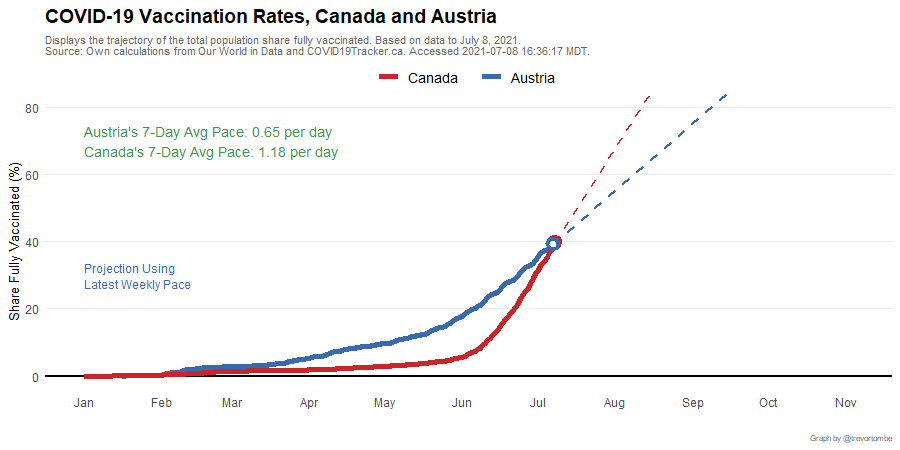 COVID-19 Vaccination Rates, Canada and Austria
Displays the trajectory of the total population share fully vaccinated. Based on data to July 8, 2021.
Source: Own calculations from Our World in Data and COVID19Tracker.ca. Accessed 2021-07-08 16:36:17 MDT.
Canada Austria
80
Austria's 7-Day Avg Pace: 0.65 per day
Canada's 7-Day Avg Pace: 1.18 per day
60
Share Fully Vaccinated (%)
40
Projection Using
Latest Weekly Pace
20
0
Jan Feb Mar Apr May Jun Jul Aug Sep Oct Nov
Graph by @trevortombe